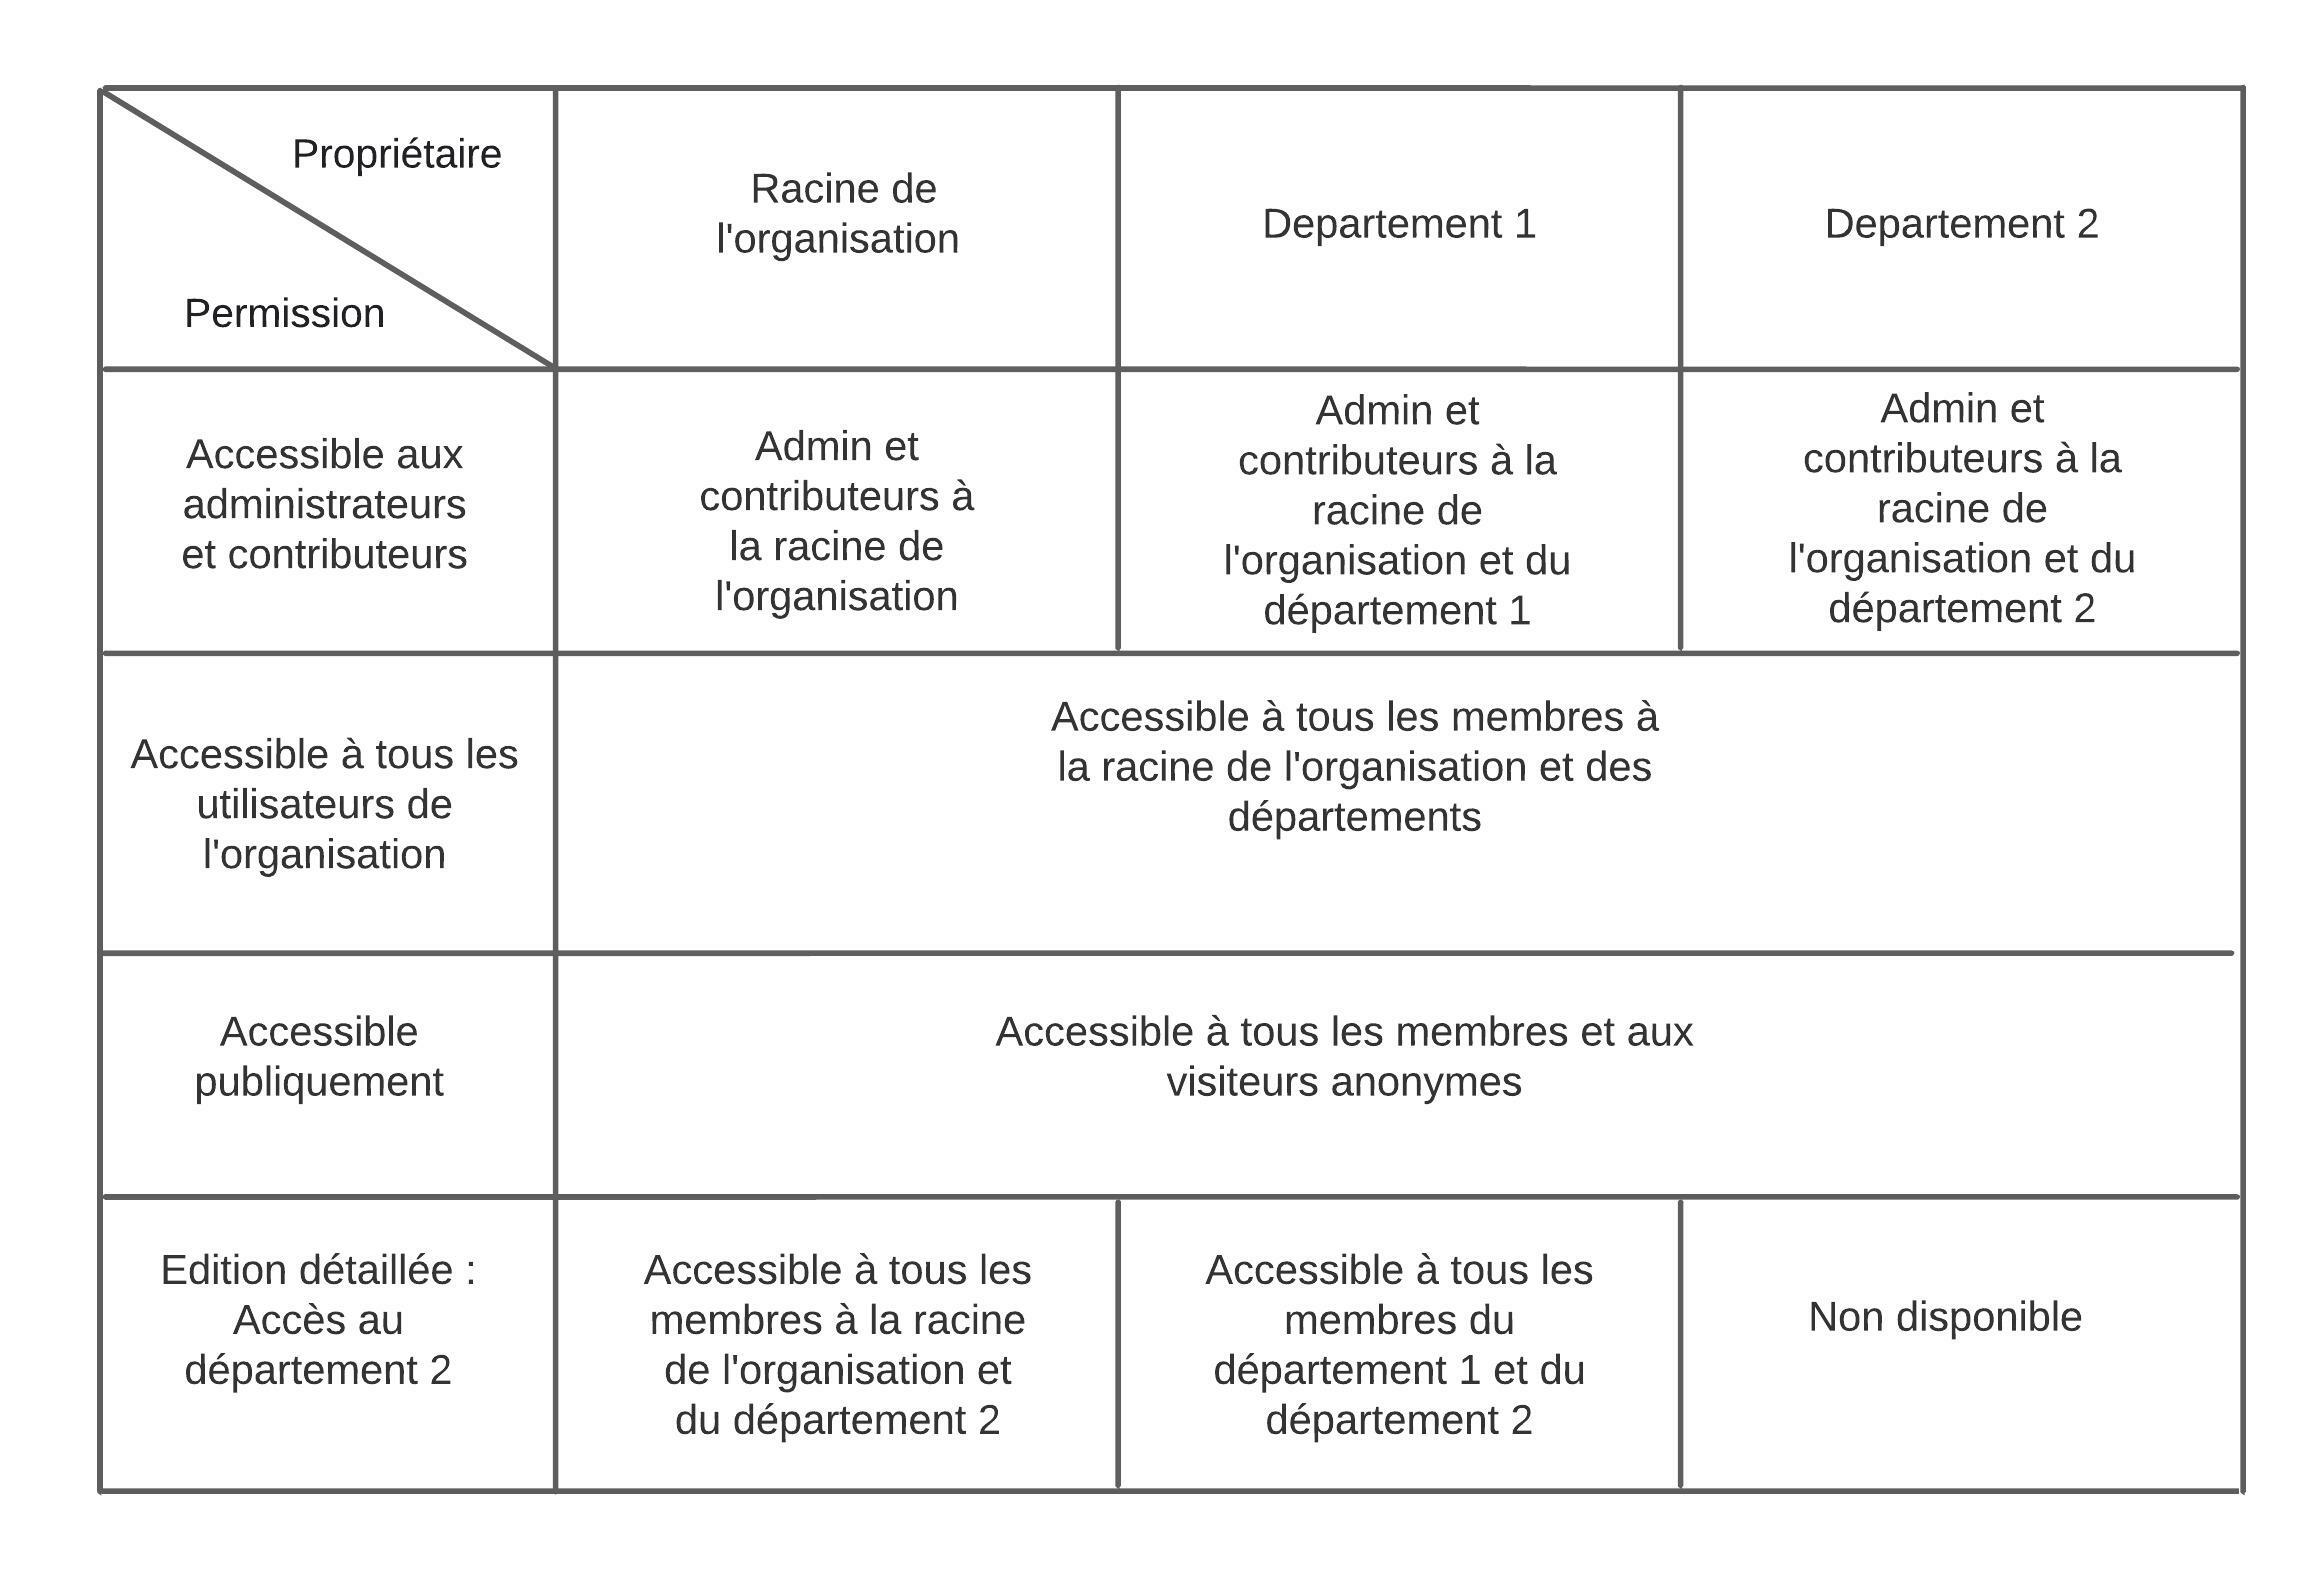 Propriétaire
Permission
Racine de
l'organisation
Departement 1
Departement 2
Accessible aux
administrateurs
et contributeurs
Admin et
contributeurs à
la racine de
l'organisation
Admin et
contributeurs à la
racine de
l'organisation et du
département 1
Admin et
contributeurs à la
racine de
l'organisation et du
département 2
Accessible à tous les
utilisateurs de
l'organisation
Accessible à tous les membres à
la racine de l'organisation et des
départements
Accessible
publiquement
Accessible à tous les membres et aux
visiteurs anonymes
Edition détaillée :
Accès au
département 2
Accessible à tous les
membres à la racine
de l'organisation et
du département 2
Accessible à tous les
membres du
département 1 et du
département 2
Non disponible